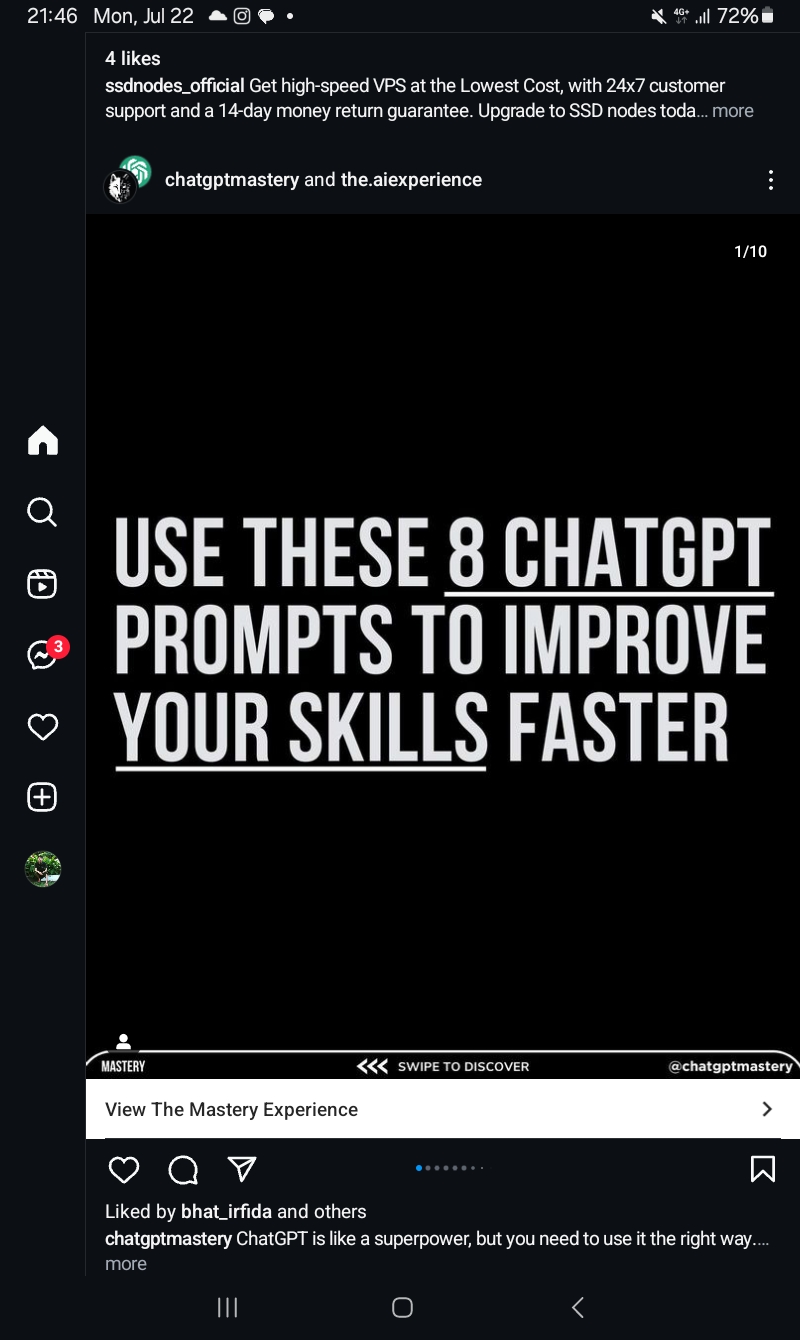 21:46 Mon, Jul 22
4G+ 72%
4 likes
ssdnodes_official Get high-speed VPS at the Lowest Cost, with 24x7 customer
support and a 14-day money return guarantee. Upgrade to SSD nodes toda... more
chatgptmastery and the.aiexperience
1/10
USE THESE 8 CHATGPT
PROMPTS TO IMPROVE
YOUR SKILLS FASTER
3
MASTERY SWIPE TO DISCOVER @chatgptmastery
View The Mastery Experience
Liked by bhat_irfida and others
chatgptmastery ChatGPT is like a superpower, but you need to use it the right way....
more